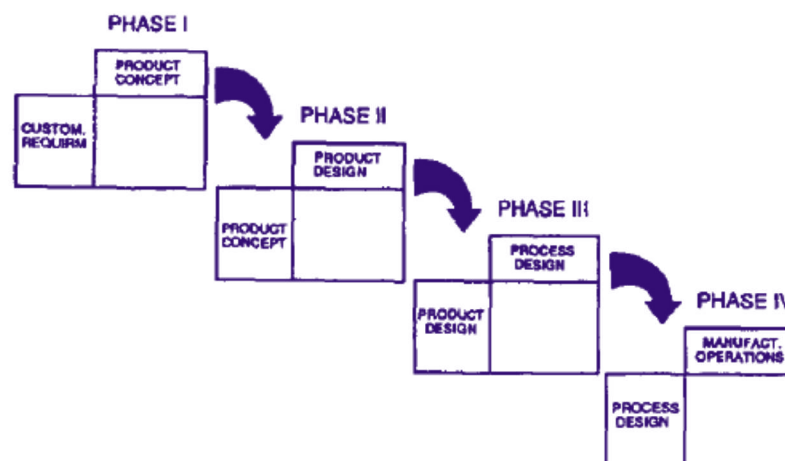 PHASE I
PRODUCT
CONCEPT
CUSTOM.
REQUIRM
PHASE II
PRODUCT
DESIGN
PRODUCT
CONCEPT
PHASE III
PROCESS
DESIGN
PRODUCT
DESIGN
PHASE IV
MANUFACT.
OPERATIONS
PROCESS
DESIGN